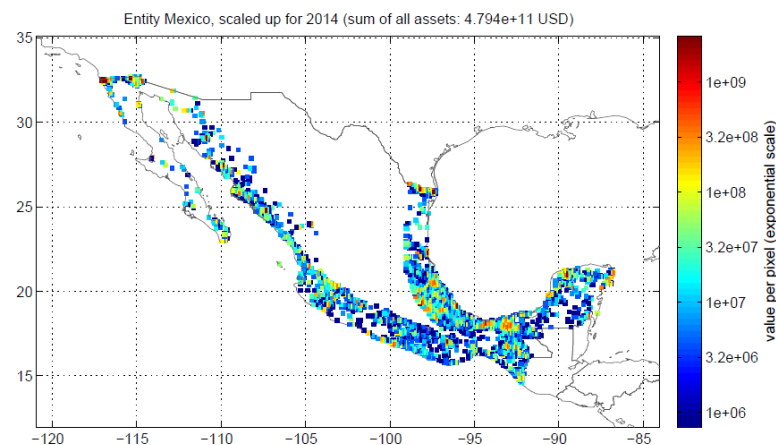 Entity Mexico, scaled up for 2014 (sum of all assets: 4.794e+11 USD)
35
30
25
20
15
−120
−115
−110
−105
−100
−95
−90
−85
1e+09
3.2e+08
1e+08
3.2e+07
1e+07
3.2e+06
1e+06
value per pixel (exponential scale)